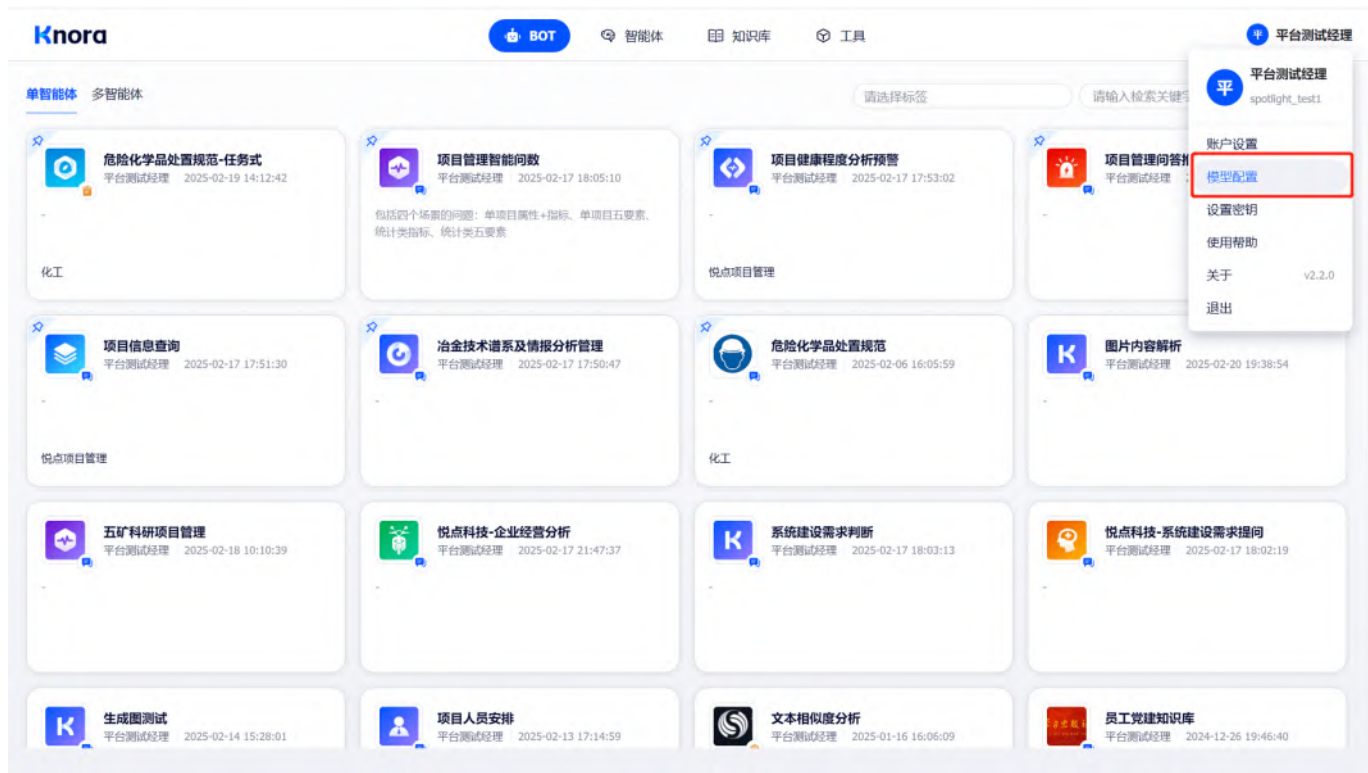 Knora
BOT
智能体
知识库
工具
平 平台测试经理
单智能体 多智能体
请选择标签
请输入检索关键字
平
平台测试经理
spotlight_test1
账户设置
模型配置
设置密钥
使用帮助
关于 v2.2.0
退出
危险化学品处置规范-任务式
平台测试经理 2025-02-19 14:12:42
-
化工
项目管理智能问数
平台测试经理 2025-02-17 18:05:10
包括四个场景的问题：单项目属性+指标、单项目五要素、
统计类指标、统计类五要素
项目健康程度分析预警
平台测试经理 2025-02-17 17:53:02
-
悦点项目管理
项目管理问答
平台测试经理
-
项目信息查询
平台测试经理 2025-02-17 17:51:30
-
悦点项目管理
冶金技术谱系及情报分析管理
平台测试经理 2025-02-17 17:50:47
-
危险化学品处置规范
平台测试经理 2025-02-06 16:05:59
-
化工
K
图片内容解析
平台测试经理 2025-02-20 19:38:54
-
五矿科研项目管理
平台测试经理 2025-02-18 10:10:39
-
悦点科技-企业经营分析
平台测试经理 2025-02-17 21:47:37
-
K
系统建设需求判断
平台测试经理 2025-02-17 18:03:13
-
悦点科技-系统建设需求提问
平台测试经理 2025-02-17 18:02:19
-
K
生成图测试
平台测试经理 2025-02-14 15:28:01
项目人员安排
平台测试经理 2025-02-13 17:14:59
文本相似度分析
平台测试经理 2025-01-16 16:06:09
员工党建知识库
平台测试经理 2024-12-26 19:46:40